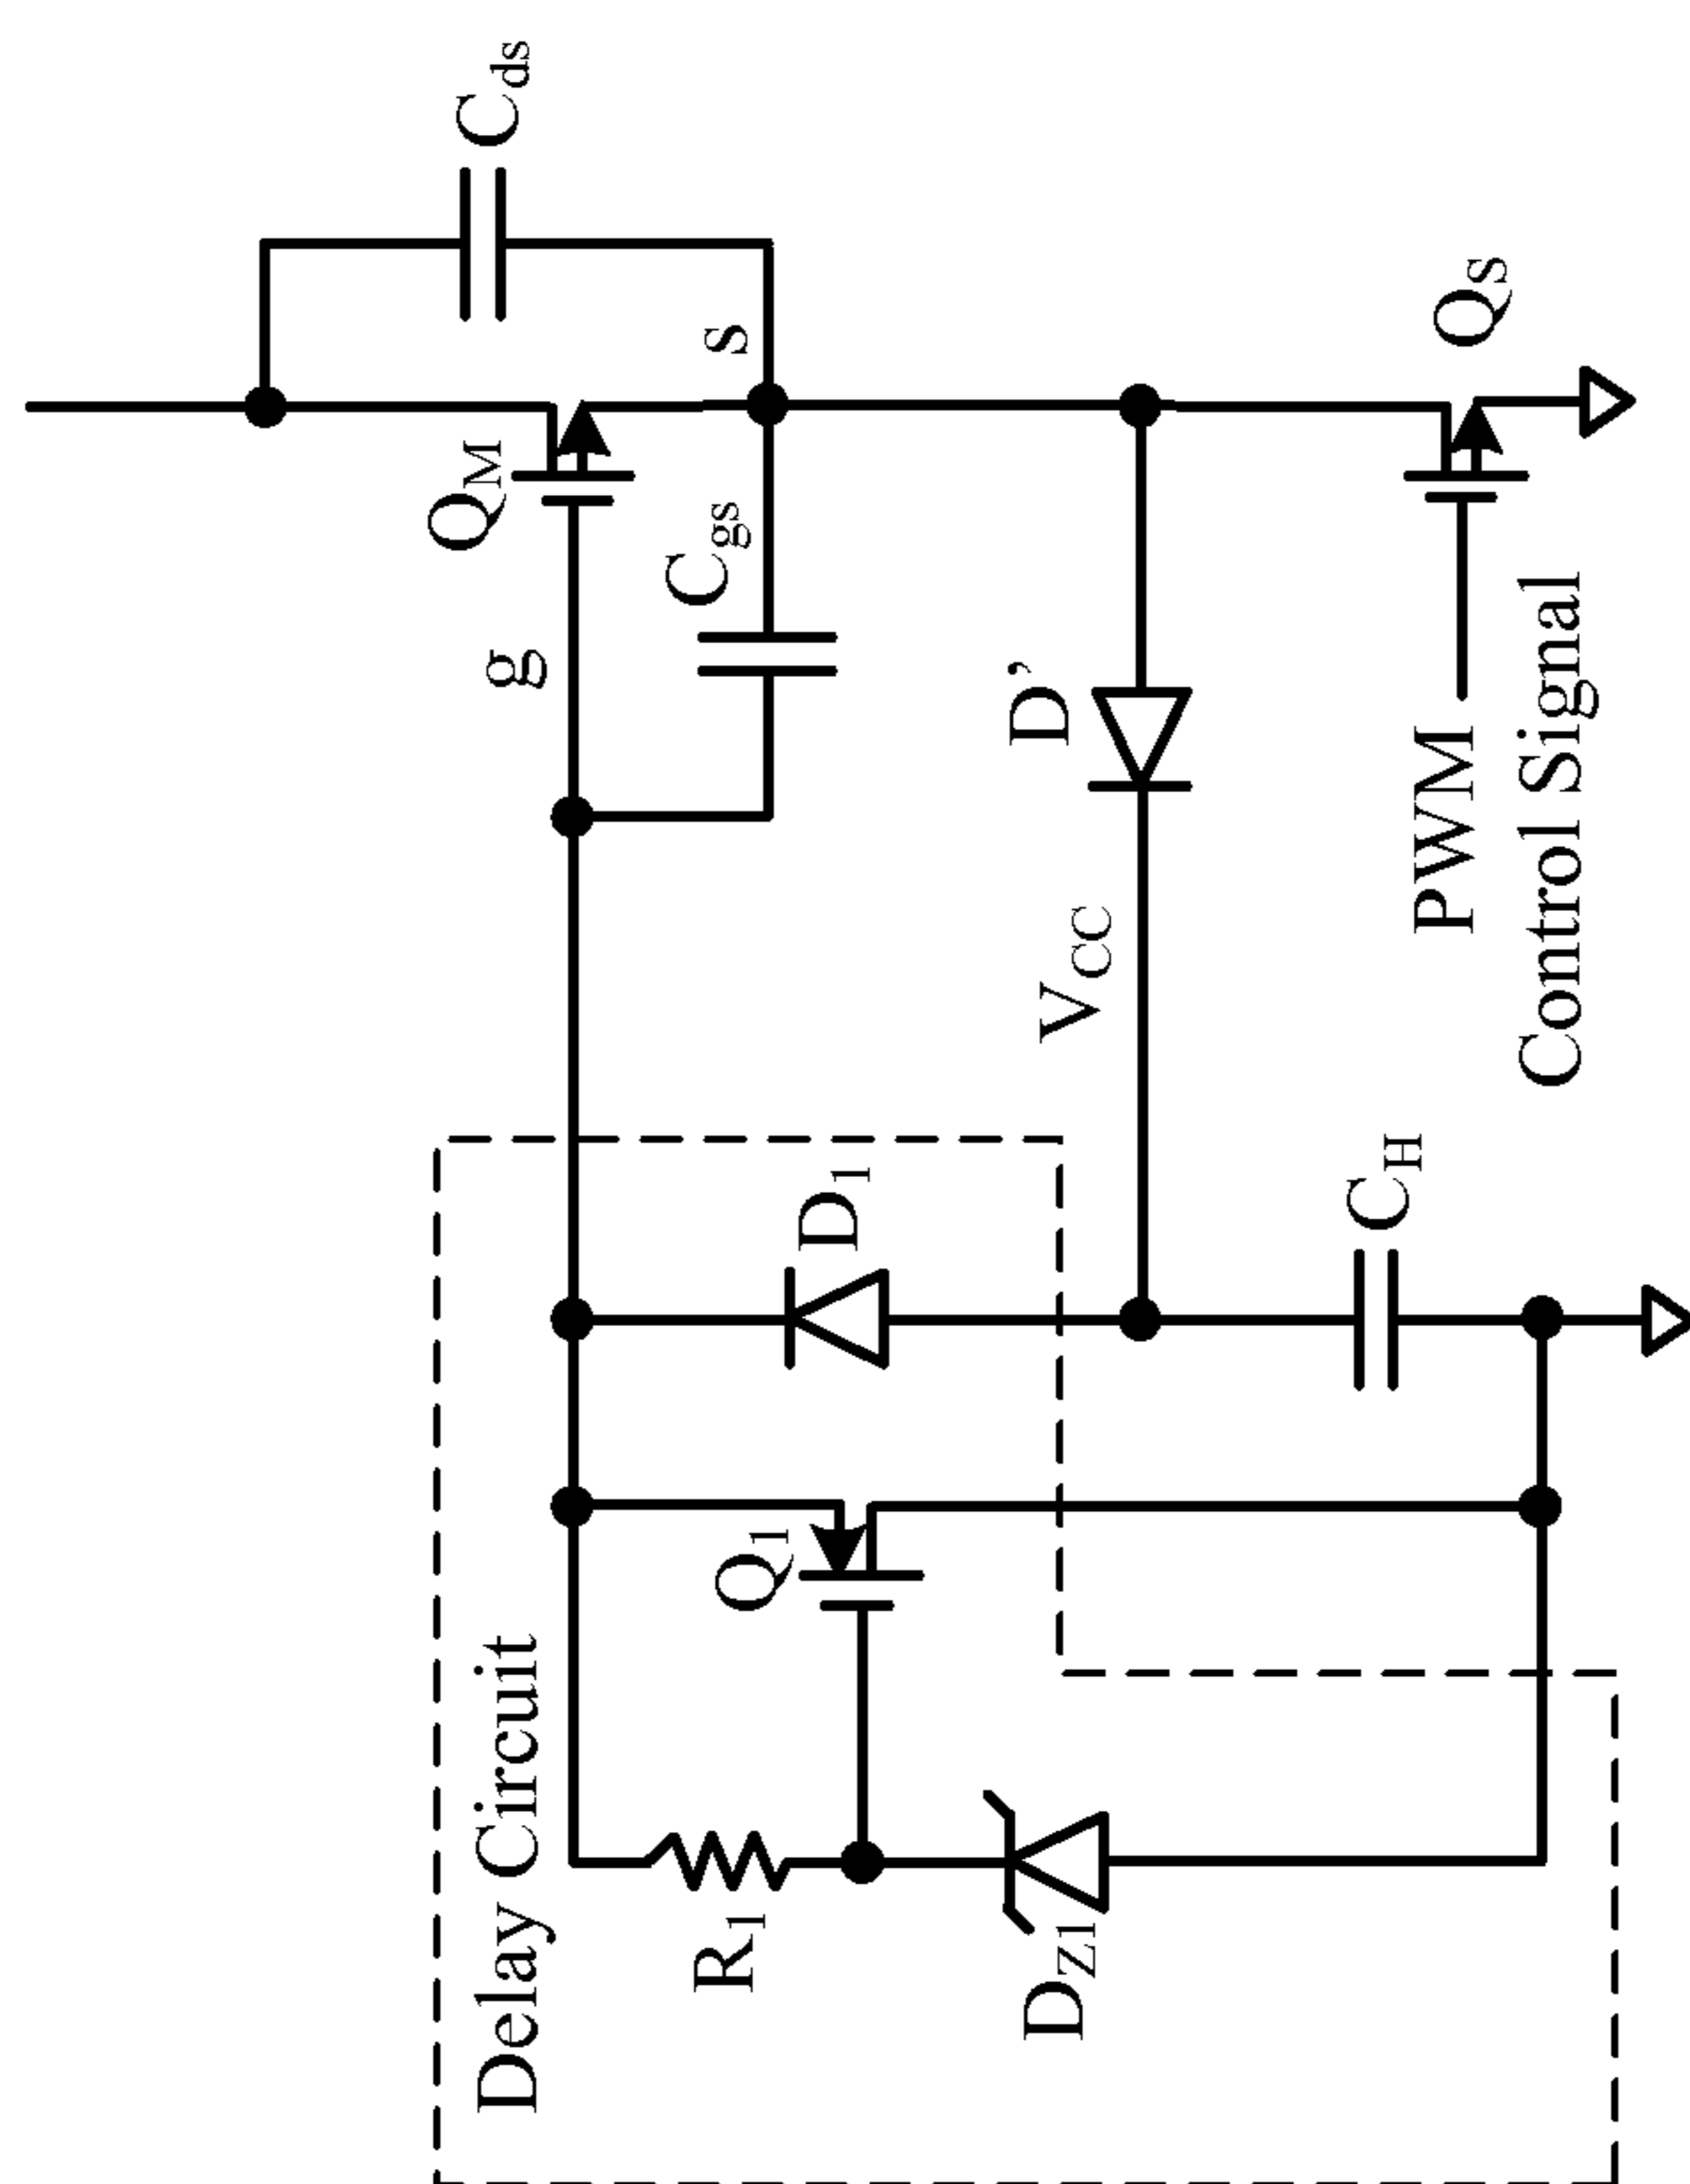 C_ds
S
Q_M
C_gs
g
Q_S
D'
V_CC
PWM
Control Signal
D_1
C_H
Q_1
Delay Circuit
R_1
D_Z1